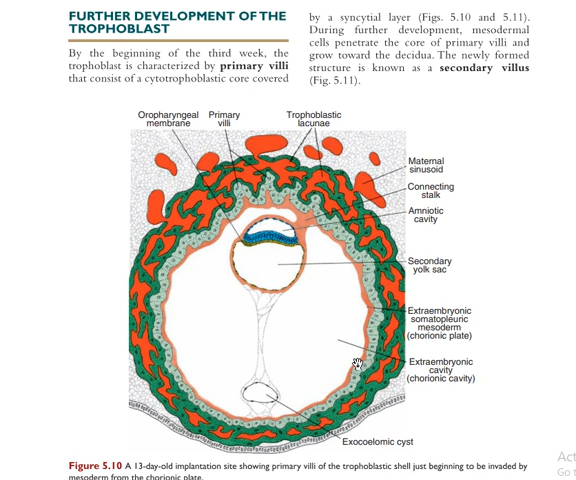 FURTHER DEVELOPMENT OF THE
TROPHOBLAST
By the beginning of the third week, the
trophoblast is characterized by primary villi
that consist of a cytotrophoblastic core covered
by a syncytial layer (Figs. 5.10 and 5.11).
During further development, mesodermal
cells penetrate the core of primary villi and
grow toward the decidua. The newly formed
structure is known as a secondary villus
(Fig. 5.11).
Oropharyngeal
membrane
Primary
villi
Trophoblastic
lacunae
Maternal
sinusoid
Connecting
stalk
Amniotic
cavity
Secondary
yolk sac
Extraembryonic
somatopleuric
mesoderm
(chorionic plate)
Extraembryonic
cavity
(chorionic cavity)
Exocoelomic cyst
Figure 5.10 A 13-day-old implantation site showing primary villi of the trophoblastic shell just beginning to be invaded by
mesoderm from the chorionic plate.